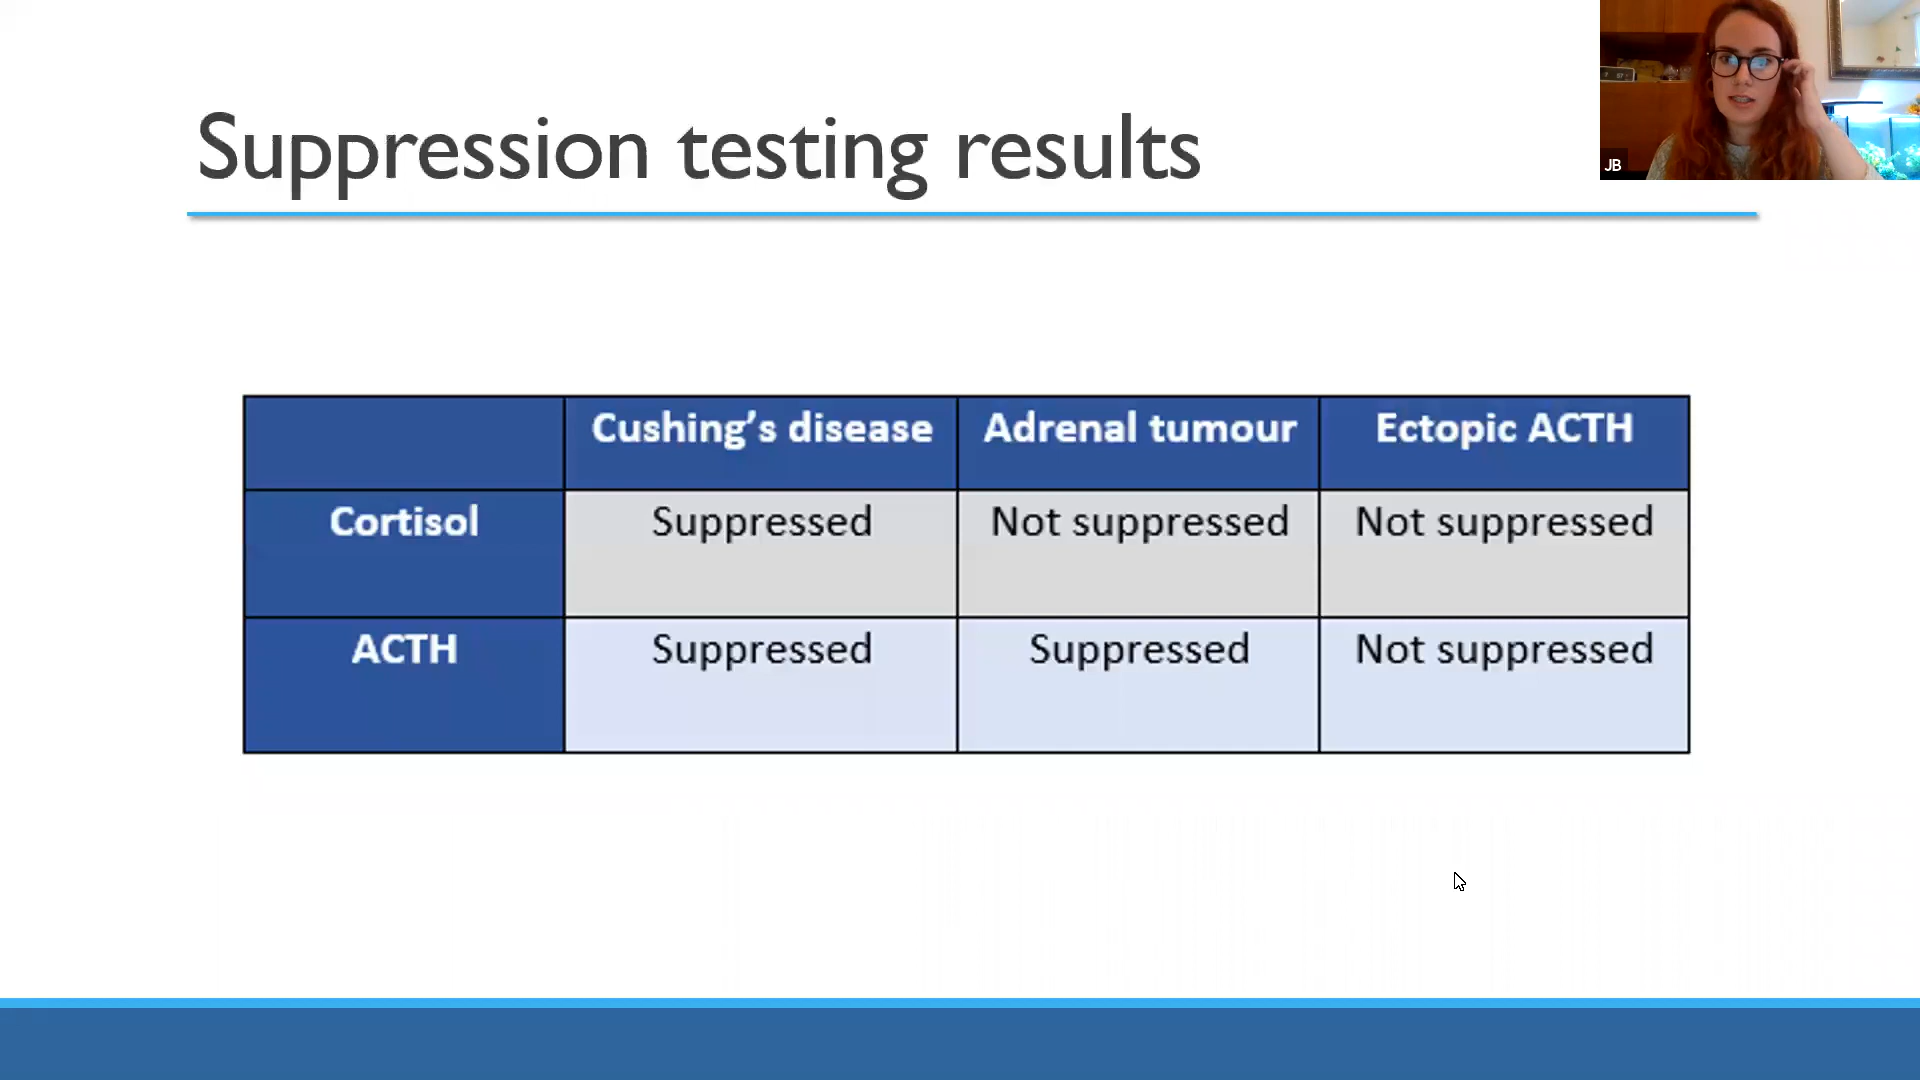 Suppression testing results
JB
Cushing's disease Adrenal tumour Ectopic ACTH
Cortisol Suppressed Not suppressed Not suppressed
ACTH Suppressed Suppressed Not suppressed